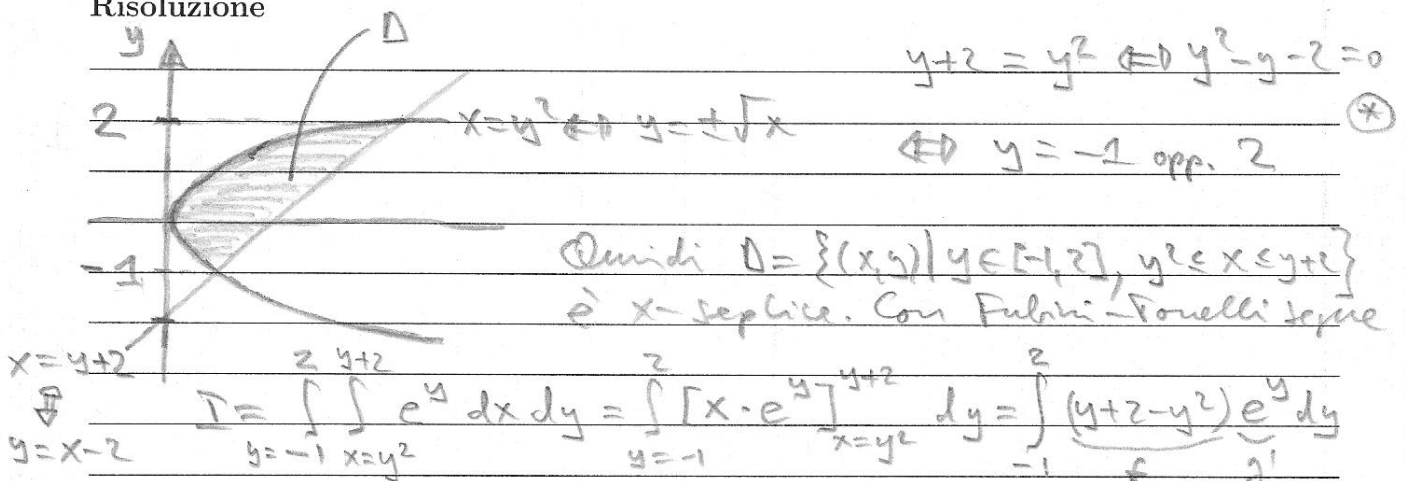 Risoluzione
y D y+2 = y² ⇔ y²-y-2=0
2 x=y² ⇔ y=±√x ⊛
⇔ y = -1 opp. 2
-1 Quindi D = {(x,y) | y ∈ [-1,2], y² ≤ x ≤ y+2}
è x-seplice. Con Fubini-Tonelli segue
x=y+2
⇕
y=x-2
I = ∫_{y=-1}^{2} ∫_{x=y²}^{y+2} e^y dx dy = ∫_{y=-1}^{2} [x·e^y]_{x=y²}^{y+2} dy = ∫_{-1}^{2} (y+2-y²) e^y dy
f g'